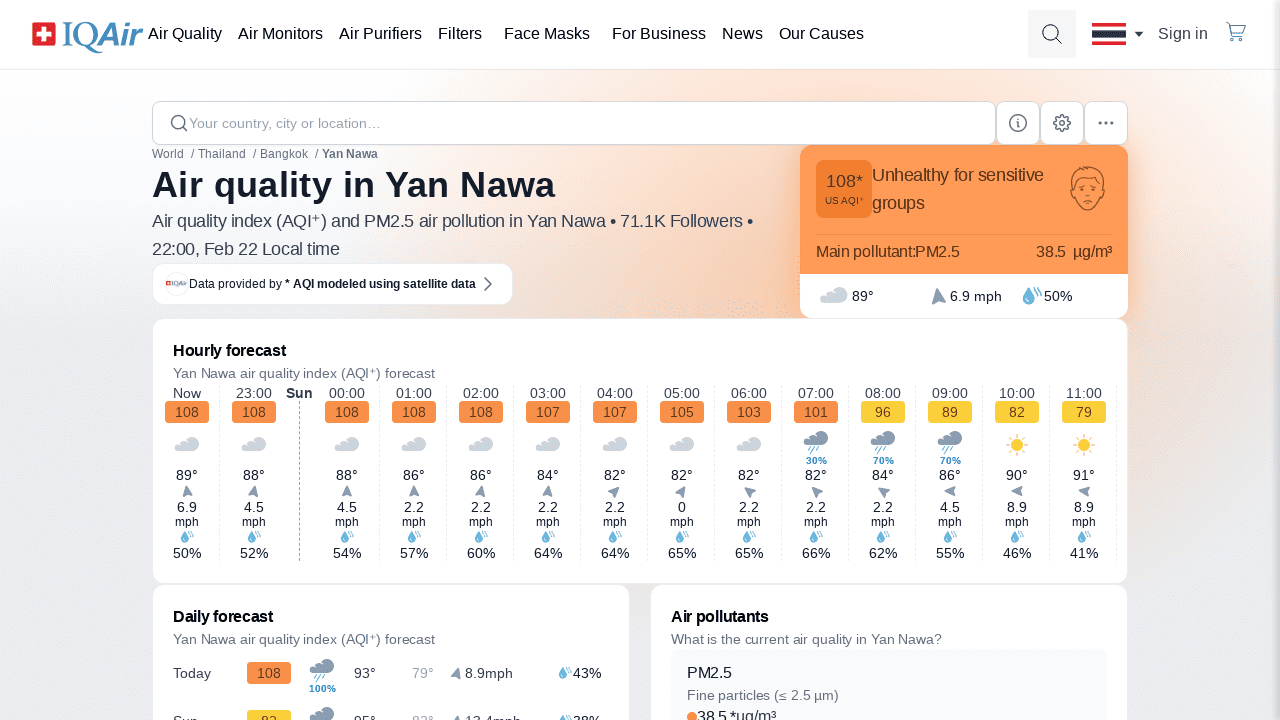 IQAir Air Quality Air Monitors Air Purifiers Filters Face Masks For Business News Our Causes Sign in
Your country, city or location…
World / Thailand / Bangkok / Yan Nawa
Air quality in Yan Nawa
Air quality index (AQI⁺) and PM2.5 air pollution in Yan Nawa • 71.1K Followers •
22:00, Feb 22 Local time
IQAir Data provided by * AQI modeled using satellite data
108*
US AQI⁺
Unhealthy for sensitive
groups
Main pollutant:PM2.5 38.5 µg/m³
89° 6.9 mph 50%
Hourly forecast
Yan Nawa air quality index (AQI⁺) forecast
Now 23:00 Sun 00:00 01:00 02:00 03:00 04:00 05:00 06:00 07:00 08:00 09:00 10:00 11:00
108 108 108 108 108 107 107 105 103 101 96 89 82 79
30% 70% 70%
89° 88° 88° 86° 86° 84° 82° 82° 82° 82° 84° 86° 90° 91°
6.9 4.5 4.5 2.2 2.2 2.2 2.2 0 2.2 2.2 2.2 4.5 8.9 8.9
mph mph mph mph mph mph mph mph mph mph mph mph mph mph
50% 52% 54% 57% 60% 64% 64% 65% 65% 66% 62% 55% 46% 41%
Daily forecast
Yan Nawa air quality index (AQI⁺) forecast
Today 108 93° 79° 8.9mph 43%
100%
Air pollutants
What is the current air quality in Yan Nawa?
PM2.5
Fine particles (≤ 2.5 µm)
38.5 *µg/m³